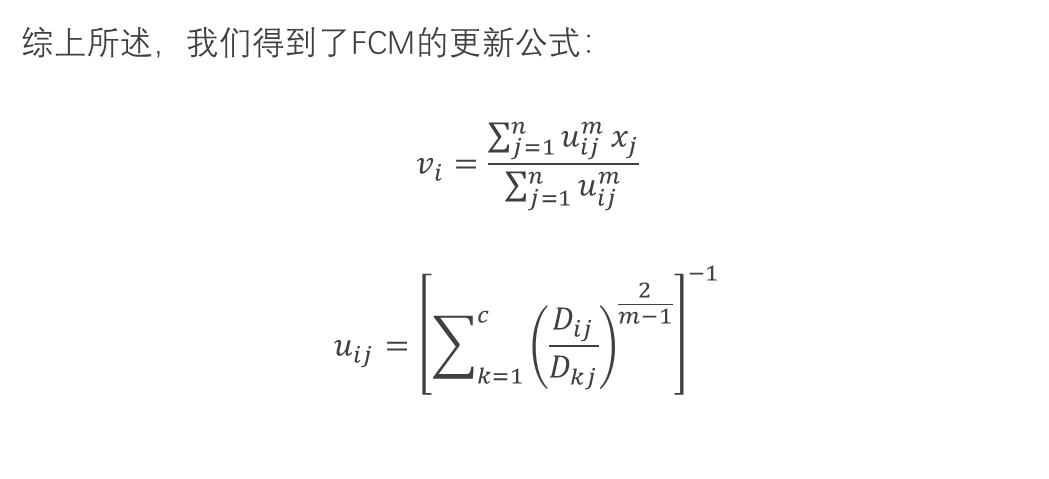 综上所述，我们得到了FCM的更新公式：
v_i = \frac{\sum_{j=1}^{n} u_{ij}^{m} x_j}{\sum_{j=1}^{n} u_{ij}^{m}}
u_{ij} = \left[ \sum_{k=1}^{c} \left( \frac{D_{ij}}{D_{kj}} \right)^{\frac{2}{m-1}} \right]^{-1}